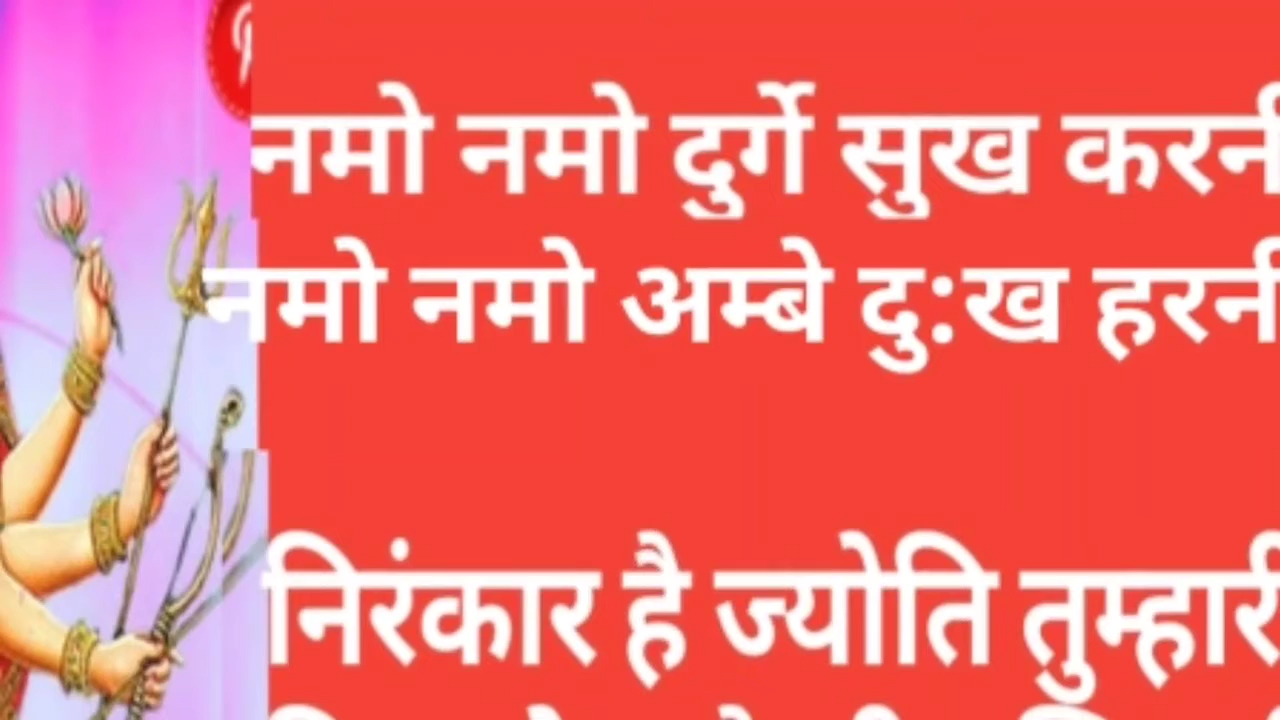 नमो नमो दुर्गे सुख करनी
नमो नमो अम्बे दु:ख हरनी
निरंकार है ज्योति तुम्हारी